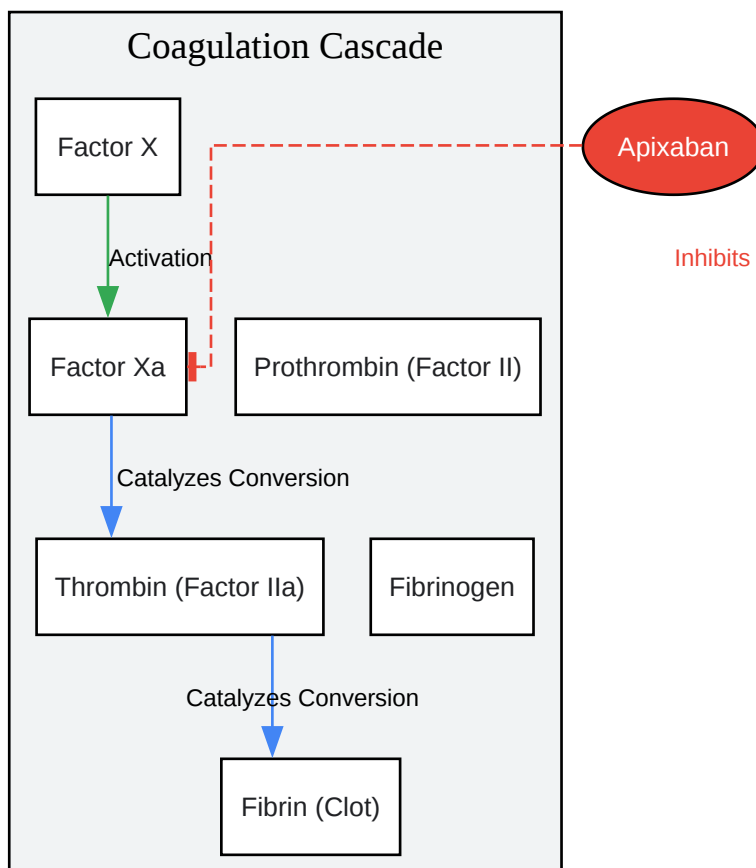 Coagulation Cascade
Factor X
Apixaban
Activation
Inhibits
Factor Xa
Prothrombin (Factor II)
Catalyzes Conversion
Thrombin (Factor IIa)
Fibrinogen
Catalyzes Conversion
Fibrin (Clot)